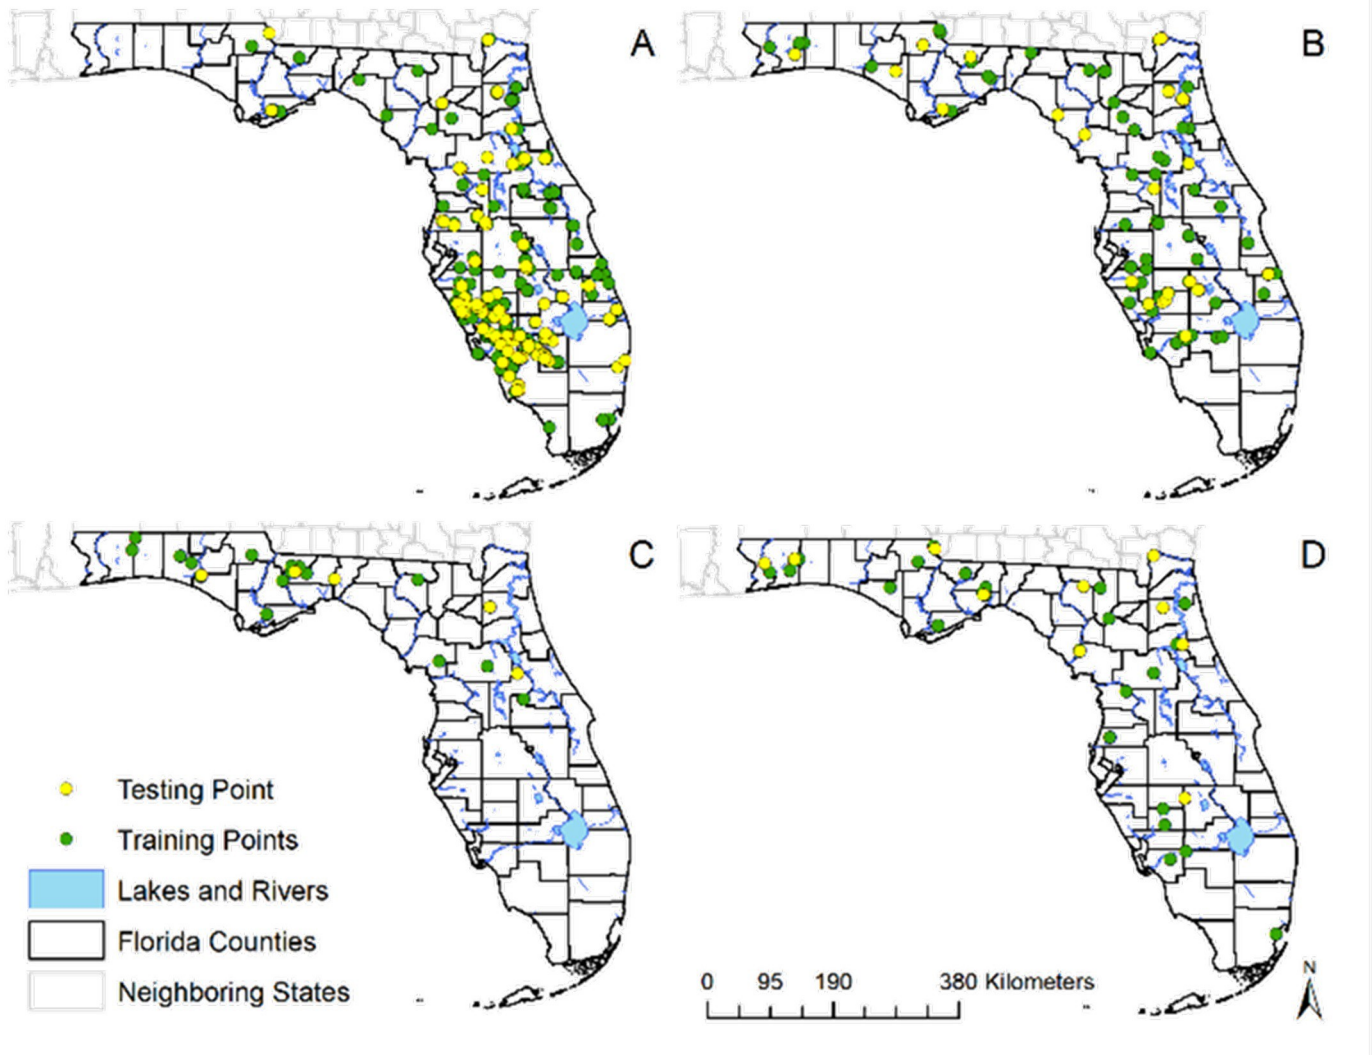 A
B
C
D
Testing Point
Training Points
Lakes and Rivers
Florida Counties
Neighboring States
0 95 190 380 Kilometers
N